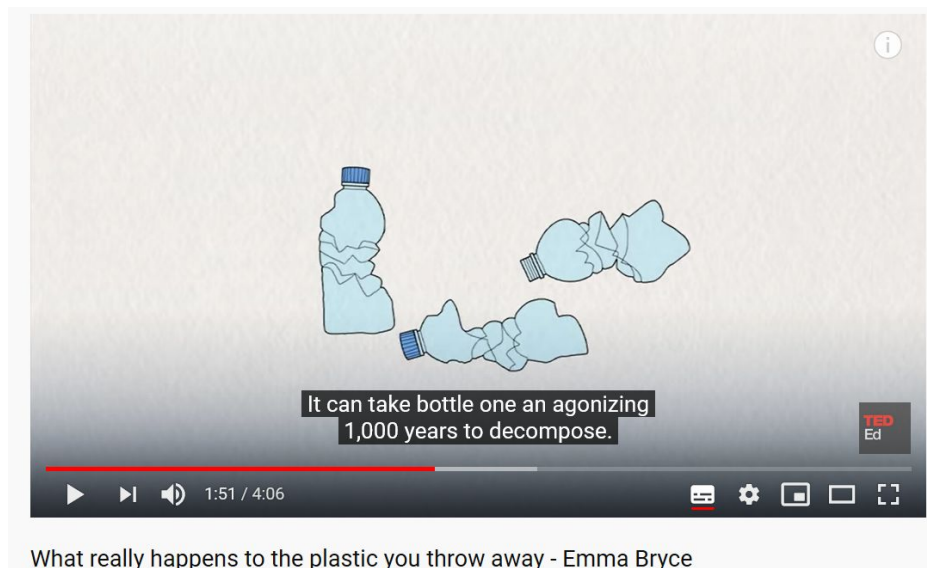 It can take bottle one an agonizing
1,000 years to decompose.
TED
Ed
1:51 / 4:06
What really happens to the plastic you throw away - Emma Bryce